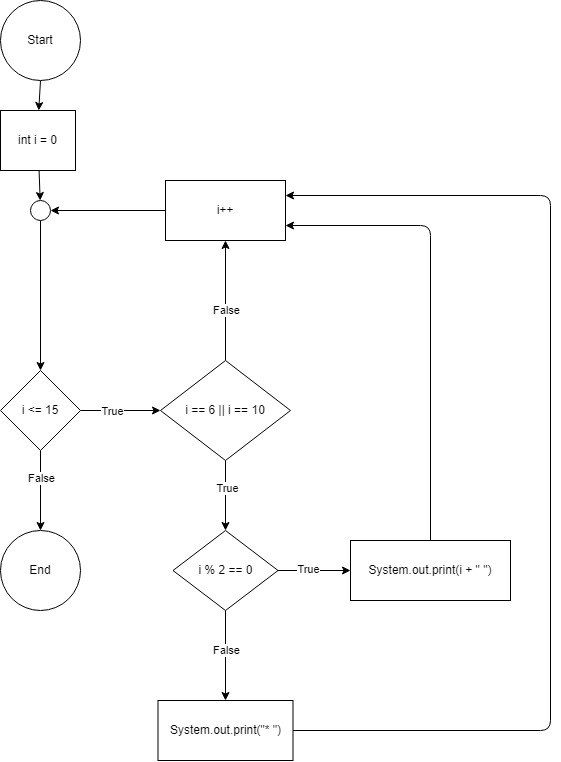 Start
int i = 0
i++
False
i <= 15
True
i == 6 || i == 10
False
True
End
i % 2 == 0
True
System.out.print(i + " ")
False
System.out.print("* ")